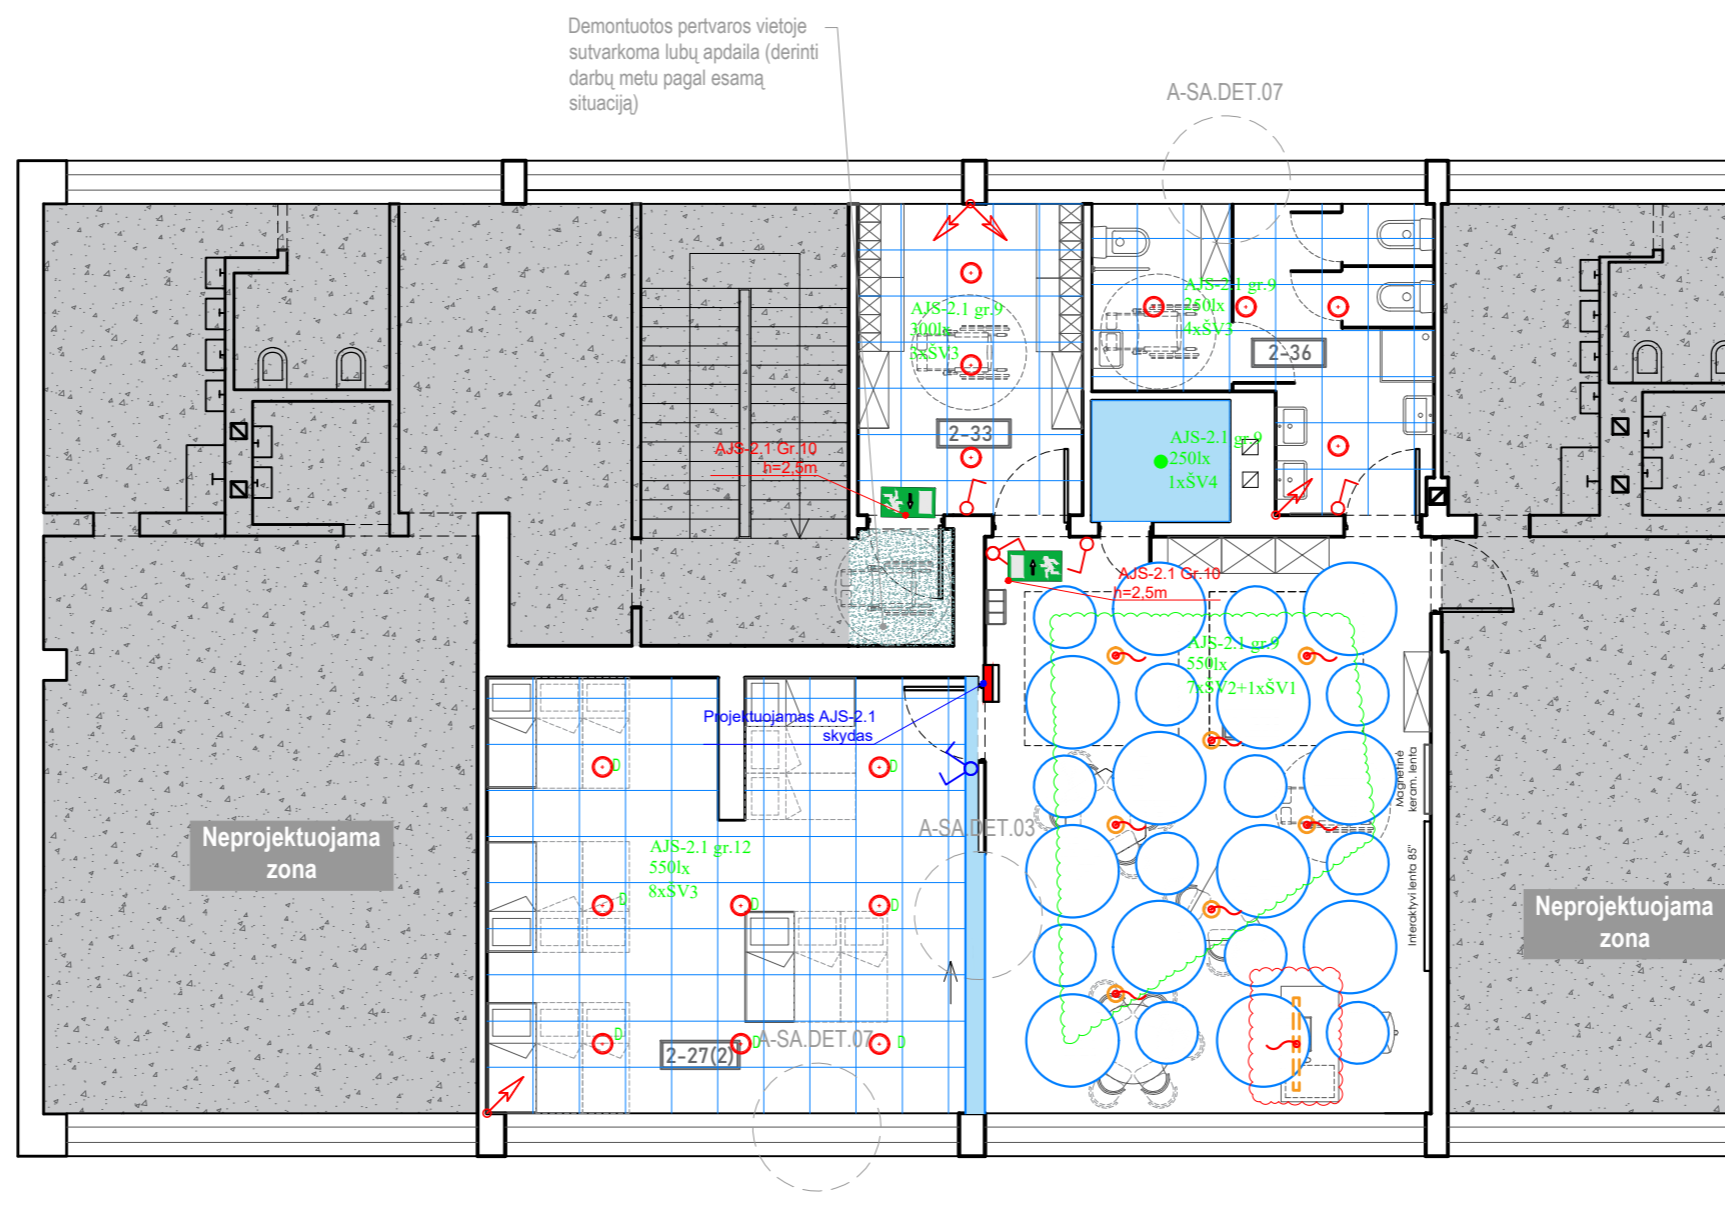 Demontuotos pertvaros vietoje
sutvarkoma lubų apdaila (derinti
darbų metu pagal esamą
situaciją)
A-SA.DET.07
AJS-2.1 gr.9
300lx
3xŠV3
2-33
AJS-2.1 gr.9
250lx
4xŠV3
2-36
AJS-2.1 gr.9
250lx
1xŠV4
AJS-2.1 Gr.10
h=2,5m
AJS-2.1 Gr.10
h=2,5m
AJS-2.1 gr.9
550lx
7xŠV2+1xŠV1
Projektuojamas AJS-2.1
skydas
D
D
Magnetinė
keram. lenta
Interaktyvi lenta 85"
A-SA.DET.03
Neprojektuojama
zona
AJS-2.1 gr.12
550lx
8xŠV3
D
D
D
Neprojektuojama
zona
D
D
D
2-27(2)
A-SA.DET.07